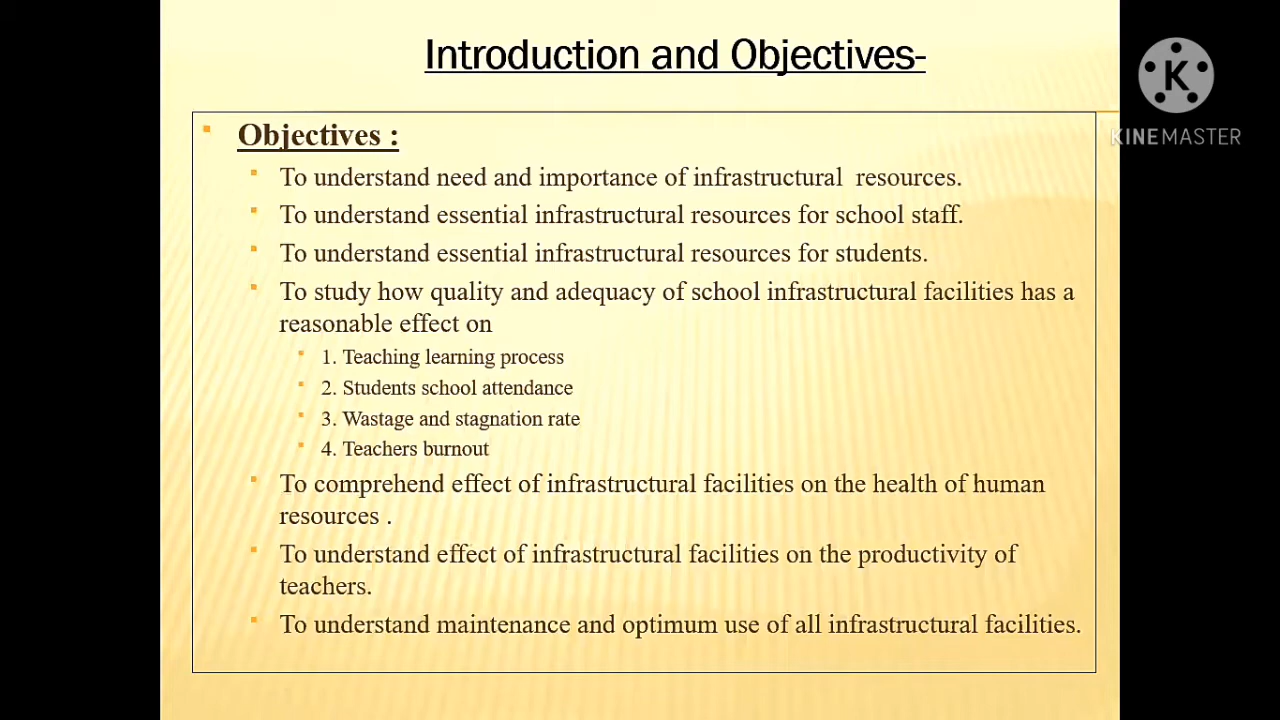 Introduction and Objectives-
K
KINEMASTER
Objectives :
To understand need and importance of infrastructural resources.
To understand essential infrastructural resources for school staff.
To understand essential infrastructural resources for students.
To study how quality and adequacy of school infrastructural facilities has a
reasonable effect on
1. Teaching learning process
2. Students school attendance
3. Wastage and stagnation rate
4. Teachers burnout
To comprehend effect of infrastructural facilities on the health of human
resources .
To understand effect of infrastructural facilities on the productivity of
teachers.
To understand maintenance and optimum use of all infrastructural facilities.